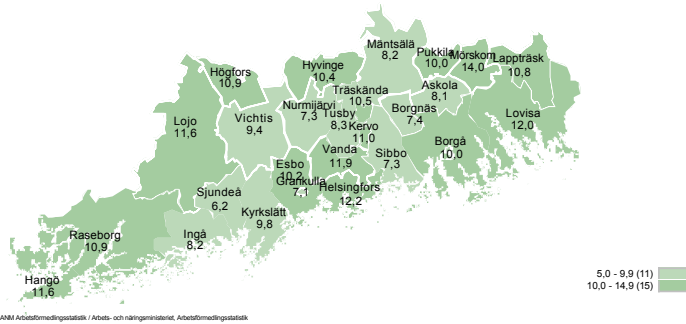 Mäntsälä
8,2
Pukkila
10,0
Mörskom
14,0
Lappträsk
10,8
Högfors
10,9
Hyvinge
10,4
Träskända
10,5
Askola
8,1
Nurmijärvi
7,3
Borgnäs
7,4
Lovisa
12,0
Lojo
11,6
Vichtis
9,4
Tusby
8,3
Kervo
11,0
Borgå
10,0
Vanda
11,9
Sibbo
7,3
Esbo
10,2
Grankulla
7,1
Helsingfors
12,2
Sjundeå
6,2
Kyrkslätt
9,8
Raseborg
10,9
Ingå
8,2
Hangö
11,6
5,0 - 9,9 (11)
10,0 - 14,9 (15)
ANM Arbetsförmedlingsstatistik / Arbets- och näringsministeriet, Arbetsförmedlingsstatistik